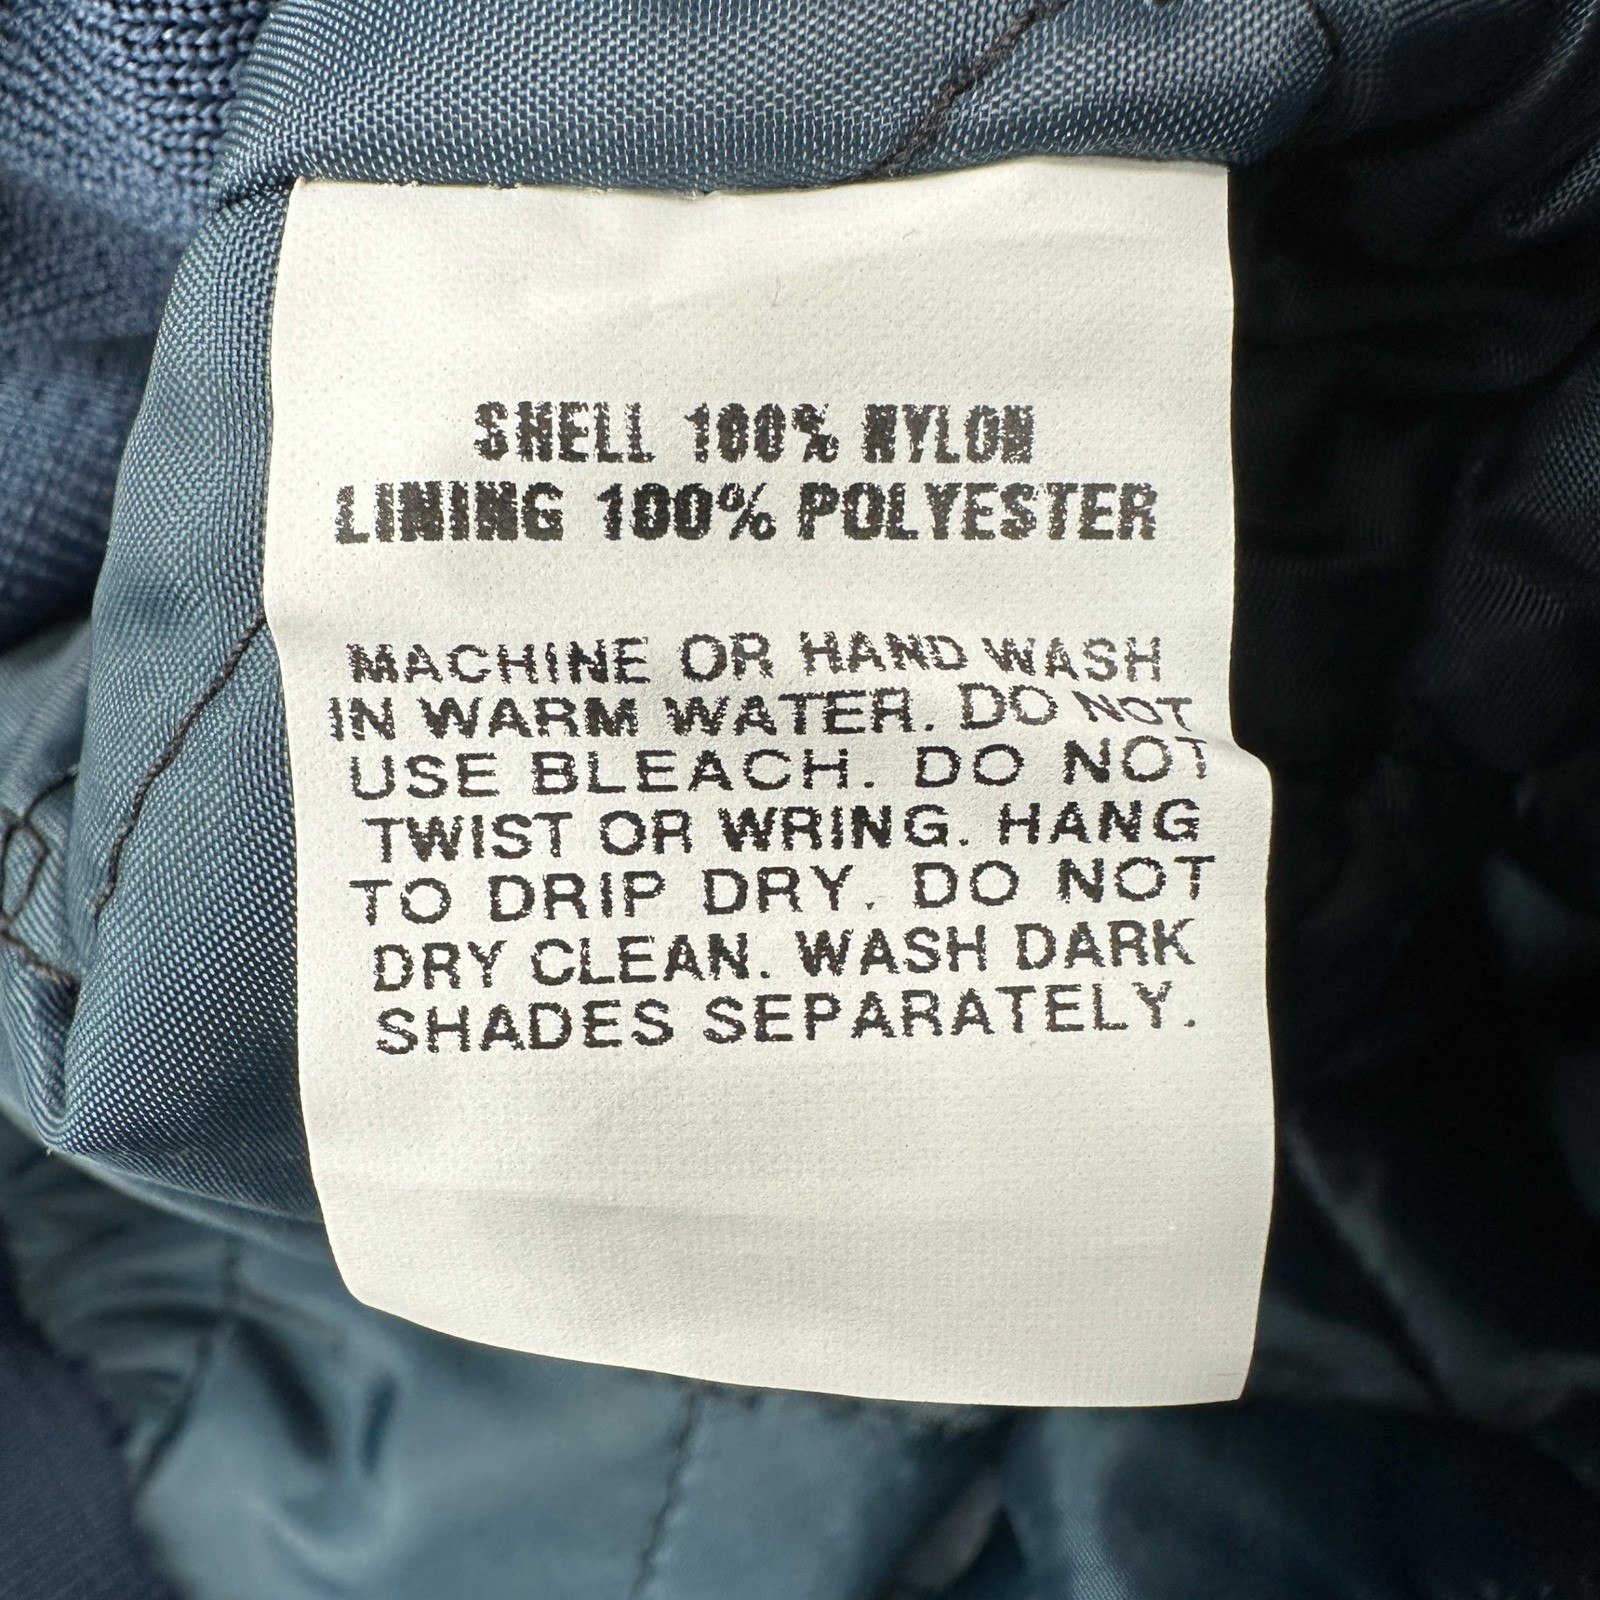 SHELL 100% NYLON
LINING 100% POLYESTER
MACHINE OR HAND WASH
IN WARM WATER. DO NOT
USE BLEACH. DO NOT
TWIST OR WRING. HANG
TO DRIP DRY. DO NOT
DRY CLEAN. WASH DARK
SHADES SEPARATELY.